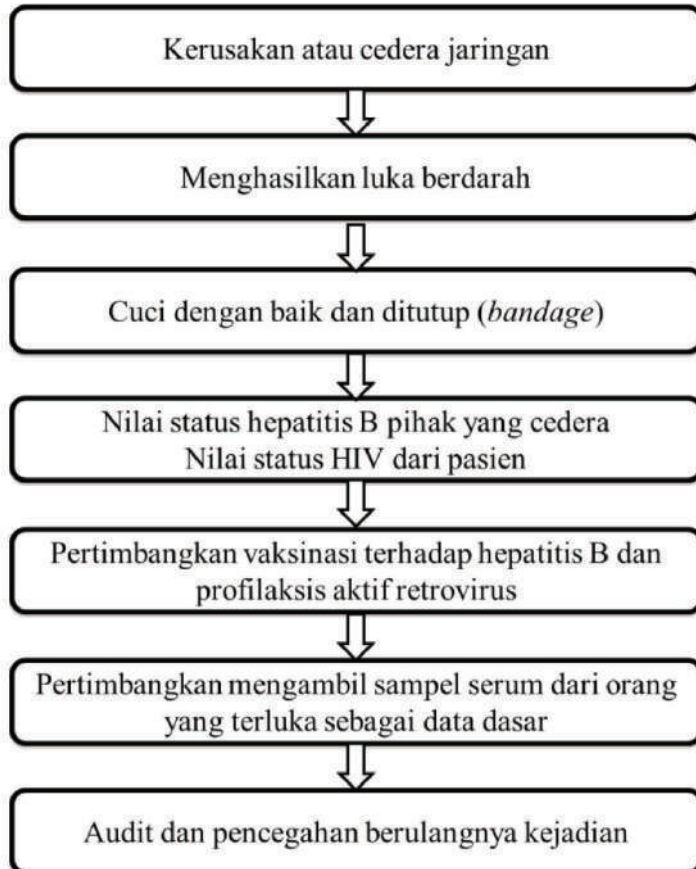 Kerusakan atau cedera jaringan
Menghasilkan luka berdarah
Cuci dengan baik dan ditutup (bandage)
Nilai status hepatitis B pihak yang cedera
Nilai status HIV dari pasien
Pertimbangkan vaksinasi terhadap hepatitis B dan
profilaksis aktif retrovirus
Pertimbangkan mengambil sampel serum dari orang
yang terluka sebagai data dasar
Audit dan pencegahan berulangnya kejadian